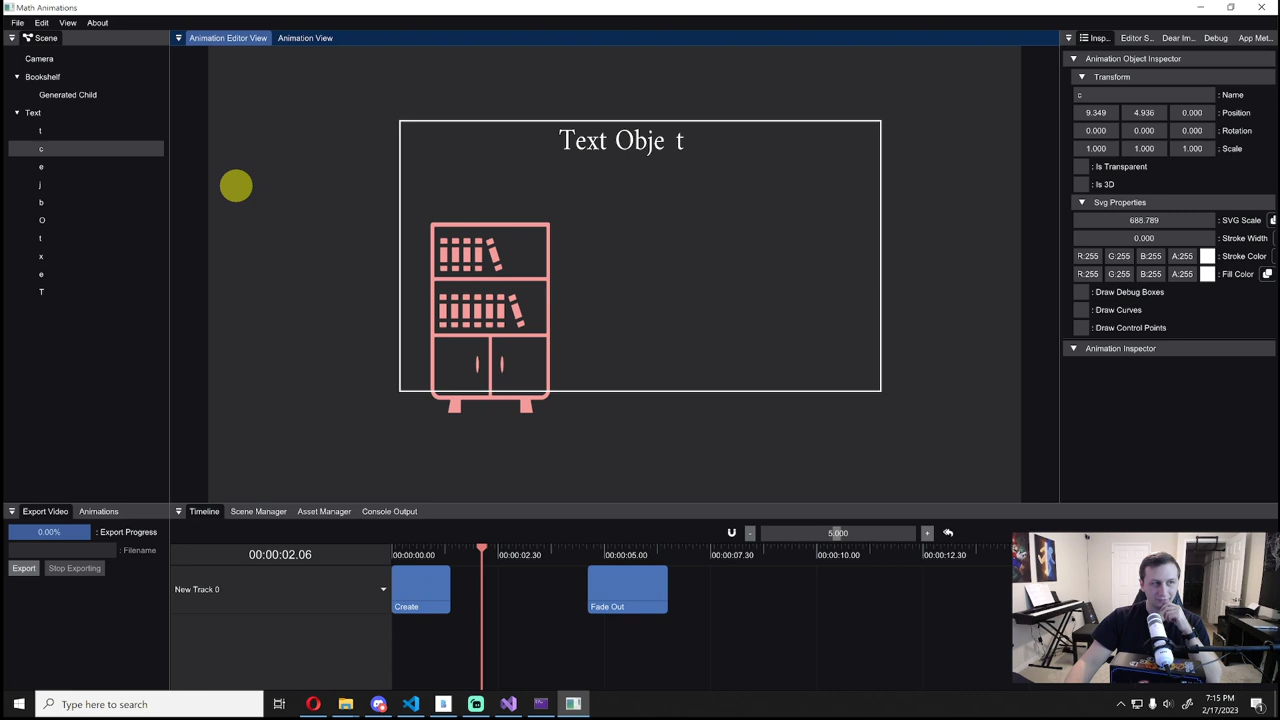 Math Animations
File Edit View About
Scene
Animation Editor View Animation View
Insp... Editor S... Dear Im... Debug App Met...
Camera
Bookshelf
Generated Child
Text
t
c
e
j
b
O
t
x
e
T
Text Obje t
Animation Object Inspector
Transform
c : Name
9.349 4.936 0.000 : Position
0.000 0.000 0.000 : Rotation
1.000 1.000 1.000 : Scale
: Is Transparent
: Is 3D
Svg Properties
688.789 : SVG Scale
0.000 : Stroke Width
R:255 G:255 B:255 A:255 : Stroke Color
R:255 G:255 B:255 A:255 : Fill Color
: Draw Debug Boxes
: Draw Curves
: Draw Control Points
Animation Inspector
Export Video Animations
0.00% : Export Progress
: Filename
Export Stop Exporting
Timeline Scene Manager Asset Manager Console Output
- 5.000 +
00:00:02.06
00:00:00.00 00:00:02.30 00:00:05.00 00:00:07.30 00:00:10.00 00:00:12.30
New Track 0
Create
Fade Out
Type here to search
7:15 PM
2/17/2023
1